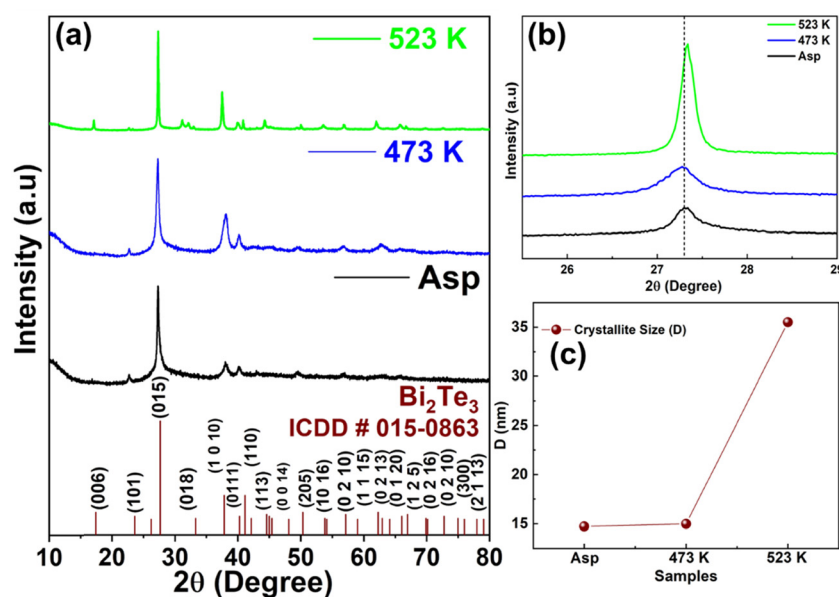 (a)
523 K
473 K
Asp
Bi₂Te₃
ICDD # 015-0863
(006)
(101)
(015)
(018)
(1 0 10)
(0111)
(110)
(113)
(0 0 14)
(205)
(10 16)
(0 2 10)
(1 1 15)
(0 2 13)
(0 1 20)
(1 2 5)
(0 2 16)
(0 2 10)
(300)
(2 1 13)
Intensity (a.u)
10 20 30 40 50 60 70 80
2θ (Degree)
(b)
523 K
473 K
Asp
Intensity (a.u)
26 27 28 29
2θ (Degree)
Crystallite Size (D)
(c)
35
30
25
20
15
D (nm)
Asp 473 K 523 K
Samples